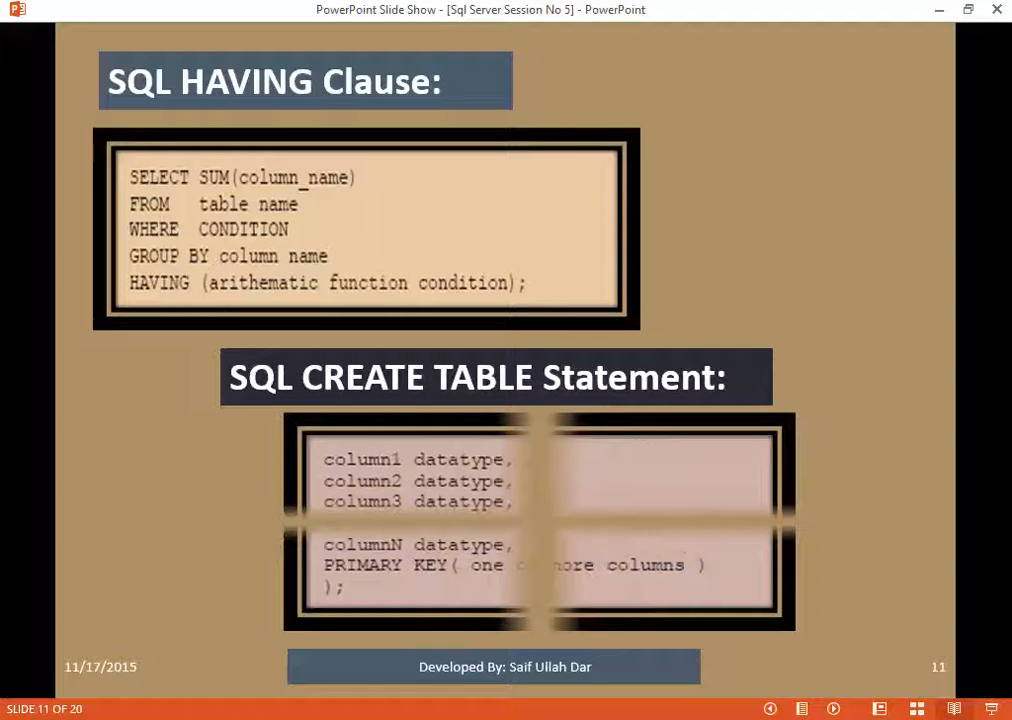 PowerPoint Slide Show - [Sql Server Session No 5] - PowerPoint
SQL HAVING Clause:
SELECT SUM(column_name)
FROM table name
WHERE CONDITION
GROUP BY column name
HAVING (arithematic function condition);
SQL CREATE TABLE Statement:
column1 datatype,
column2 datatype,
column3 datatype,
columnN datatype,
PRIMARY KEY( one columns )
);
11/17/2015
Developed By: Saif Ullah Dar
11
SLIDE 11 OF 20